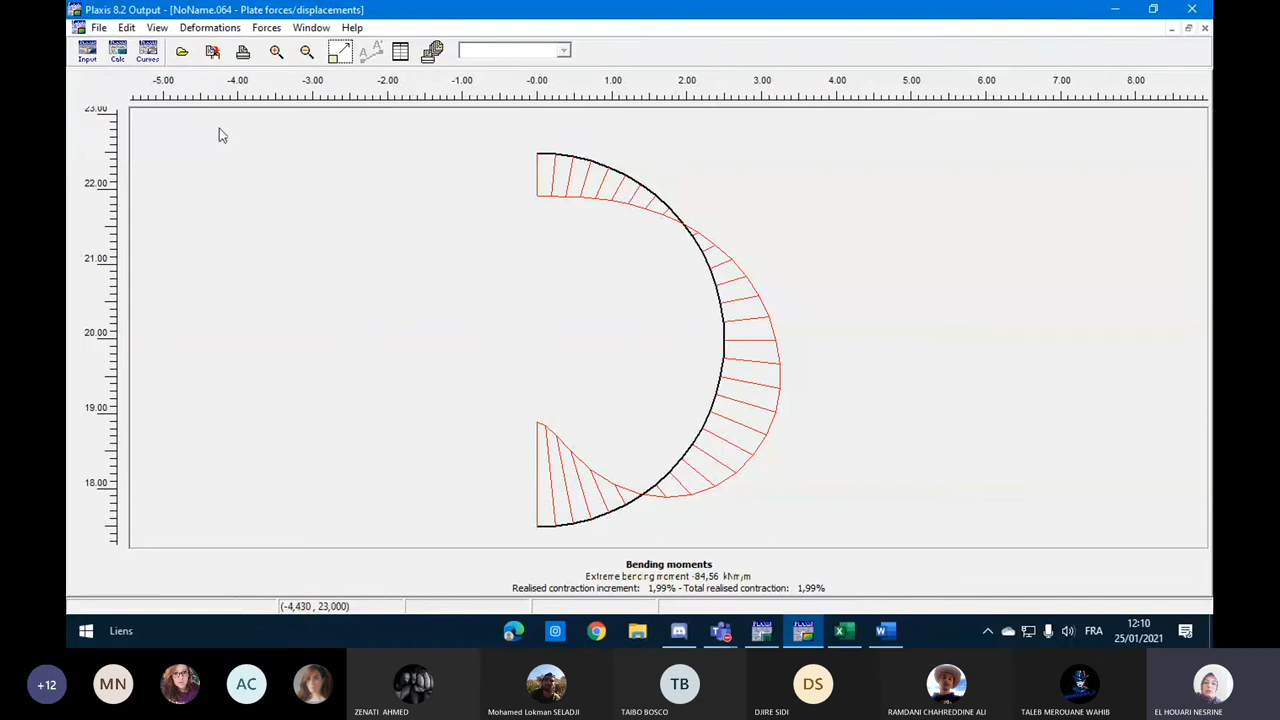 Plaxis 8.2 Output - [NoName.064 - Plate forces/displacements]
File Edit View Deformations Forces Window Help
Input Calc Curves
-5.00 -4.00 -3.00 -2.00 -1.00 -0.00 1.00 2.00 3.00 4.00 5.00 6.00 7.00 8.00
23.00
22.00
21.00
20.00
19.00
18.00
Bending moments
Extreme bending moment -84,56 kNm/m
Realised contraction increment: 1,99% - Total realised contraction: 1,99%
(-4,430 , 23,000)
Liens
FRA
12:10
25/01/2021
+12 MN AC TB DS
ZENATI AHMED Mohamed Lokman SELADJI TAIBO BOSCO DJIRE SIDI RAMDANI CHAHREDDINE ALI TALEB MEROUANE WAHIB EL HOUARI NESRINE